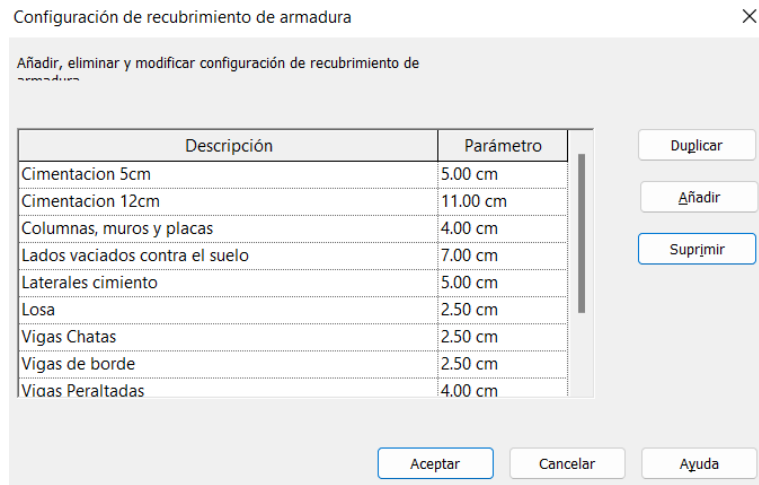 Configuración de recubrimiento de armadura
Añadir, eliminar y modificar configuración de recubrimiento de
armadura
Descripción Parámetro
Cimentacion 5cm 5.00 cm
Cimentacion 12cm 11.00 cm
Columnas, muros y placas 4.00 cm
Lados vaciados contra el suelo 7.00 cm
Laterales cimiento 5.00 cm
Losa 2.50 cm
Vigas Chatas 2.50 cm
Vigas de borde 2.50 cm
Vigas Peraltadas 4.00 cm
Duplicar
Añadir
Suprimir
Aceptar Cancelar Ayuda